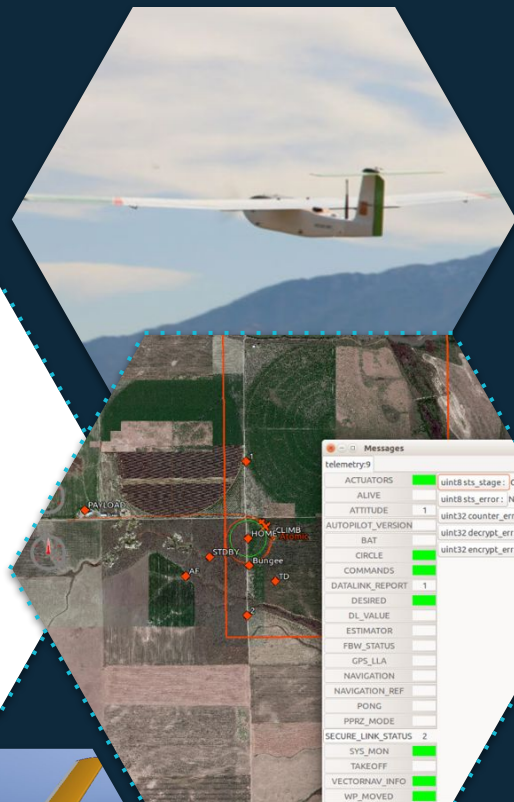 1
PAYLOAD
HOME
CLIMB
Atomic
STDBY
Bungee
AF
TD
2
Messages
telemetry:9
ACTUATORS
ALIVE
ATTITUDE 1
AUTOPILOT_VERSION
BAT
CIRCLE
COMMANDS
DATALINK_REPORT 1
DESIRED
DL_VALUE
ESTIMATOR
FBW_STATUS
GPS_LLA
NAVIGATION
NAVIGATION_REF
PONG
PPRZ_MODE
SECURE_LINK_STATUS 2
SYS_MON
TAKEOFF
VECTORNAV_INFO
WP_MOVED
uint8 sts_stage :
uint8 sts_error : N
uint32 counter_err
uint32 decrypt_err
uint32 encrypt_err